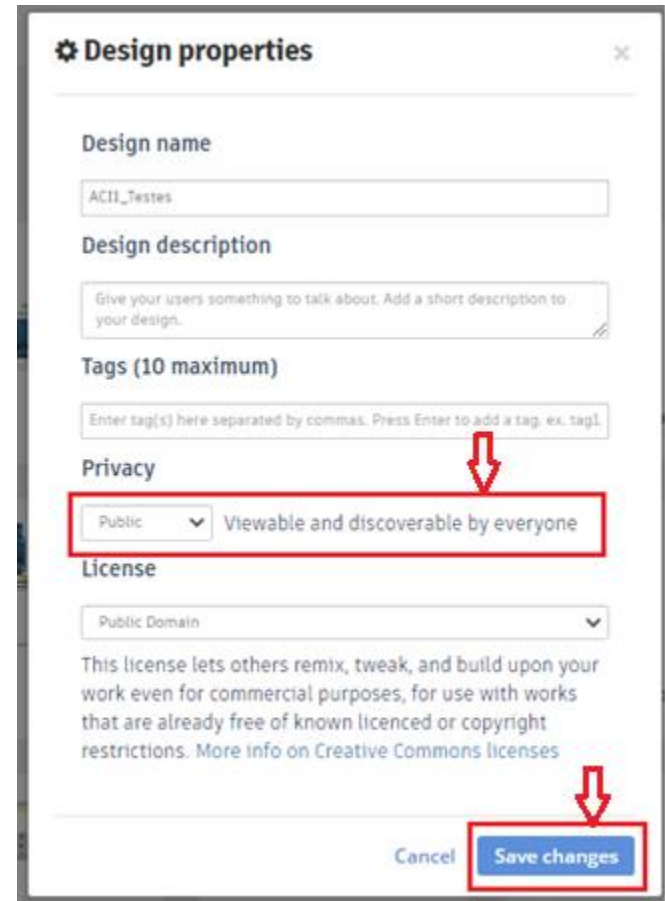 Design properties
×
Design name
ACII_Testes
Design description
Give your users something to talk about. Add a short description to
your design.
Tags (10 maximum)
Enter tag(s) here separated by commas. Press Enter to add a tag. ex. tag1
Privacy
Public Viewable and discoverable by everyone
License
Public Domain
This license lets others remix, tweak, and build upon your
work even for commercial purposes, for use with works
that are already free of known licenced or copyright
restrictions. More info on Creative Commons licenses
Cancel Save changes